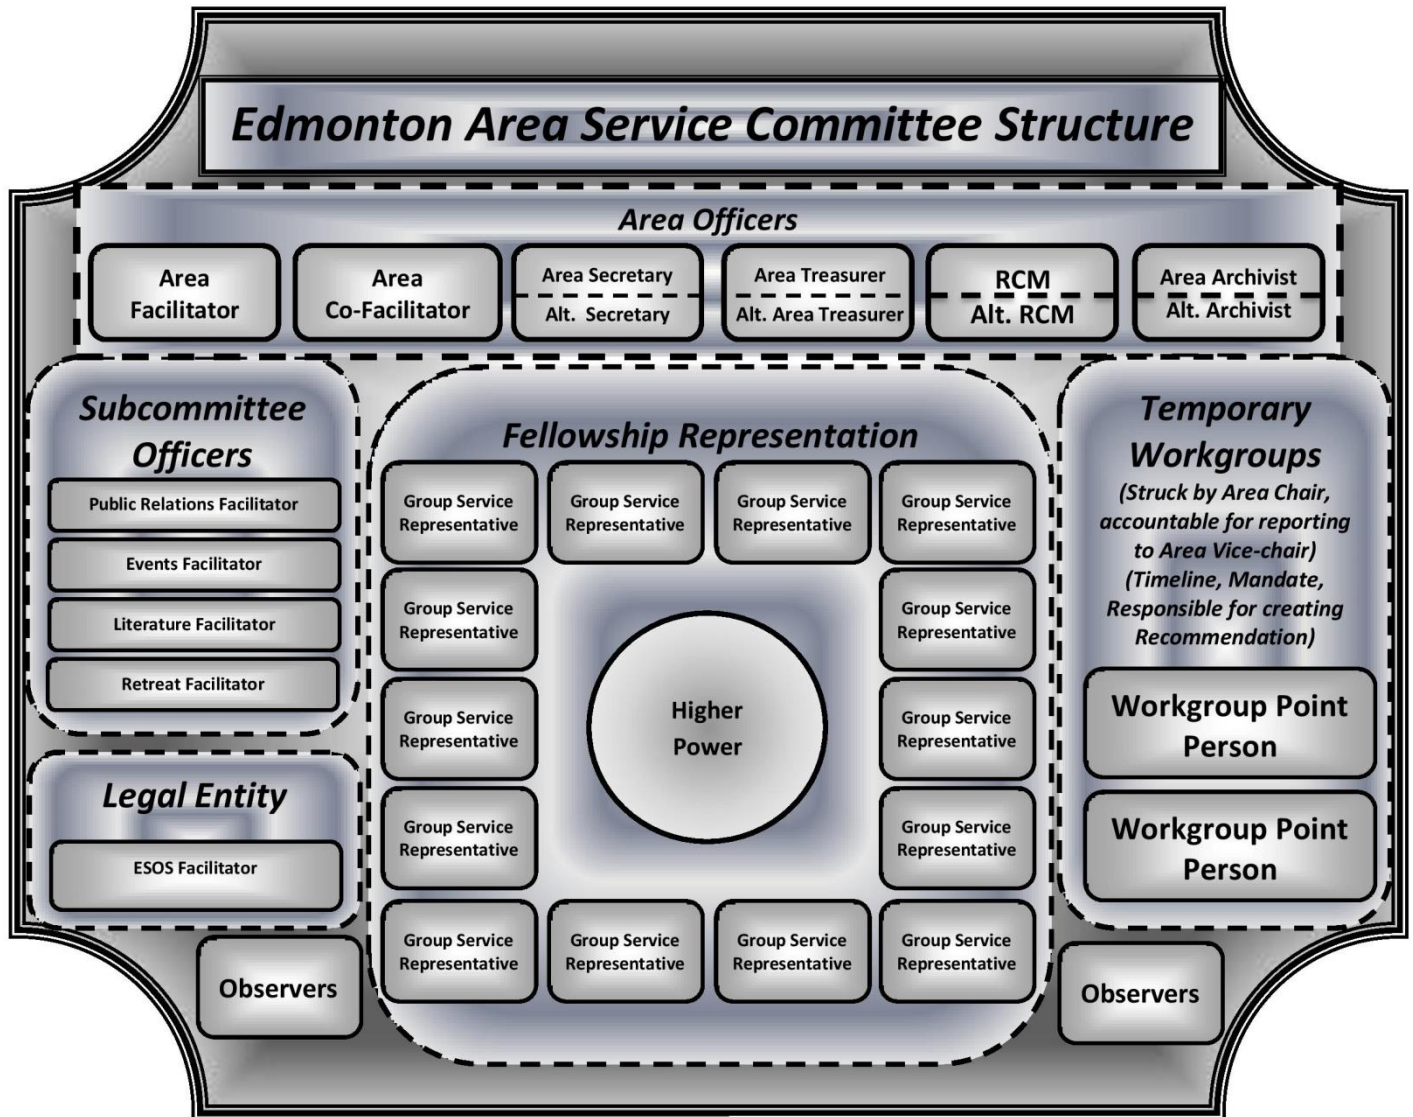 Edmonton Area Service Committee Structure
Area Officers
Area
Facilitator
Area
Co-Facilitator
Area Secretary
Alt. Secretary
Area Treasurer
Alt. Area Treasurer
RCM
Alt. RCM
Area Archivist
Alt. Archivist
Subcommittee
Officers
Public Relations Facilitator
Events Facilitator
Literature Facilitator
Retreat Facilitator
Legal Entity
ESOS Facilitator
Observers
Fellowship Representation
Group Service
Representative
Group Service
Representative
Group Service
Representative
Group Service
Representative
Group Service
Representative
Group Service
Representative
Group Service
Representative
Group Service
Representative
Group Service
Representative
Group Service
Representative
Higher
Power
Group Service
Representative
Group Service
Representative
Group Service
Representative
Group Service
Representative
Temporary
Workgroups
(Struck by Area Chair,
accountable for reporting
to Area Vice-chair)
(Timeline, Mandate,
Responsible for creating
Recommendation)
Workgroup Point
Person
Workgroup Point
Person
Observers